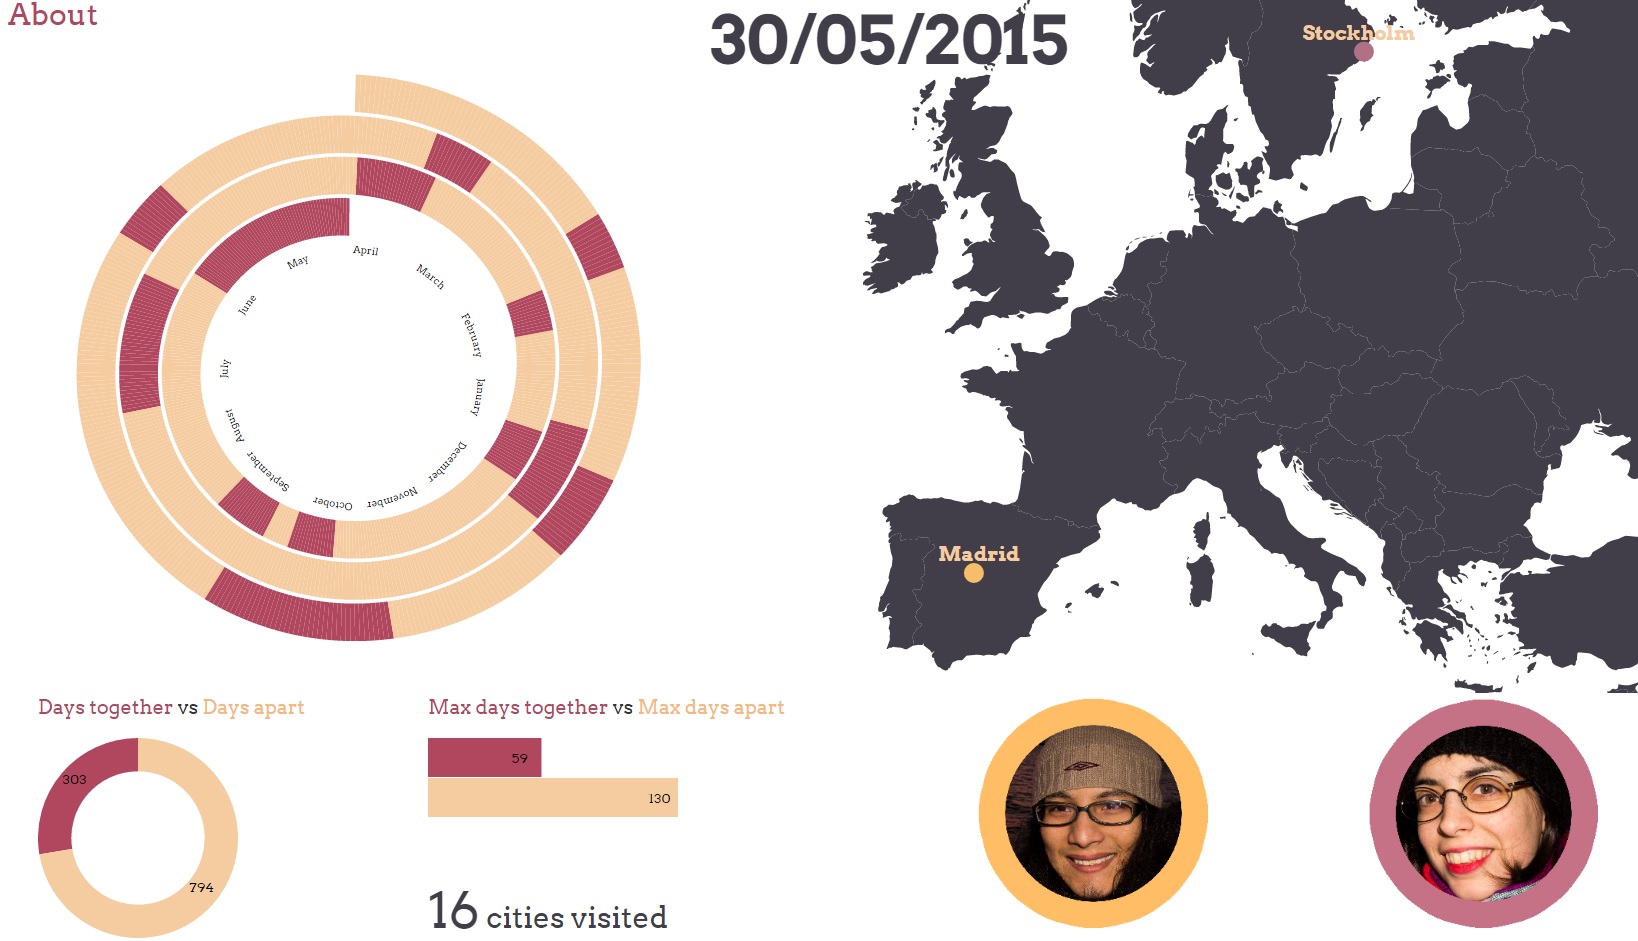 About
30/05/2015
Stockholm
April
March
February
January
December
November
October
September
August
July
June
May
Madrid
Days together vs Days apart
303
794
Max days together vs Max days apart
59
130
16 cities visited